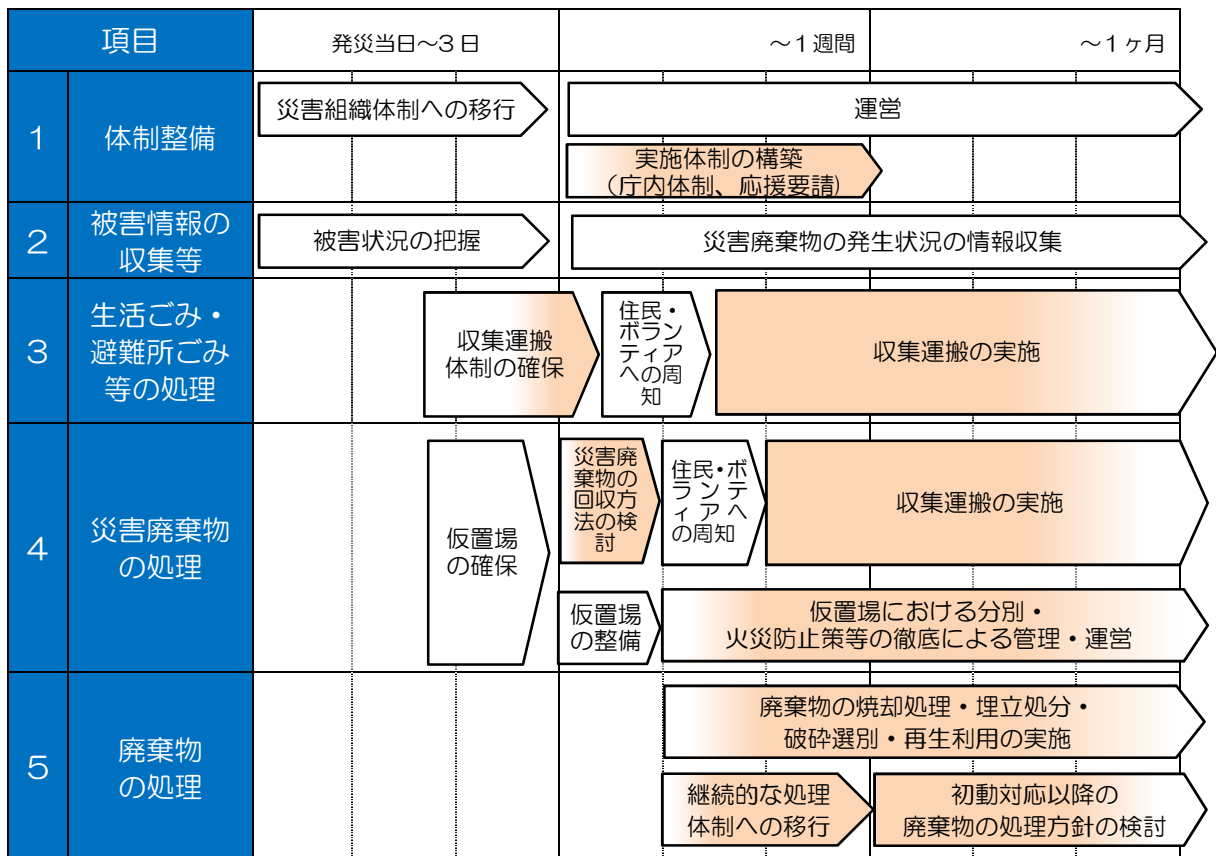 項目
発災当日～3日
～1週間
～1ヶ月
1
体制整備
災害組織体制への移行
運営
実施体制の構築
(庁内体制、応援要請)
2
被害情報の
収集等
被害状況の把握
災害廃棄物の発生状況の情報収集
3
生活ごみ・
避難所ごみ
等の処理
収集運搬
体制の確保
住民・
ボラン
ティア
への周
知
収集運搬の実施
4
災害廃棄物
の処理
仮置場
の確保
災害廃
棄物の
回収方
法の検
討
住民・ボ
ランテ
ィアへ
の周知
収集運搬の実施
仮置場
の整備
仮置場における分別・
火災防止策等の徹底による管理・運営
5
廃棄物
の処理
廃棄物の焼却処理・埋立処分・
破砕選別・再生利用の実施
継続的な処理
体制への移行
初動対応以降の
廃棄物の処理方針の検討